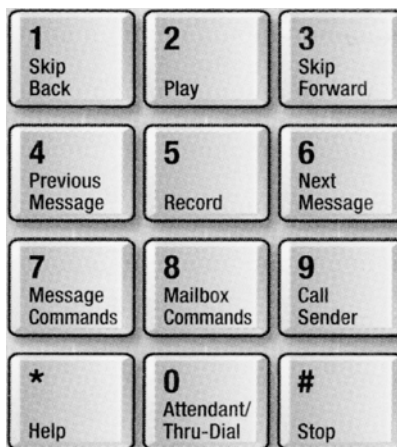 1
Skip
Back
2
Play
3
Skip
Forward
4
Previous
Message
5
Record
6
Next
Message
7
Message
Commands
8
Mailbox
Commands
9
Call
Sender
*
Help
0
Attendant/
Thru-Dial
#
Stop